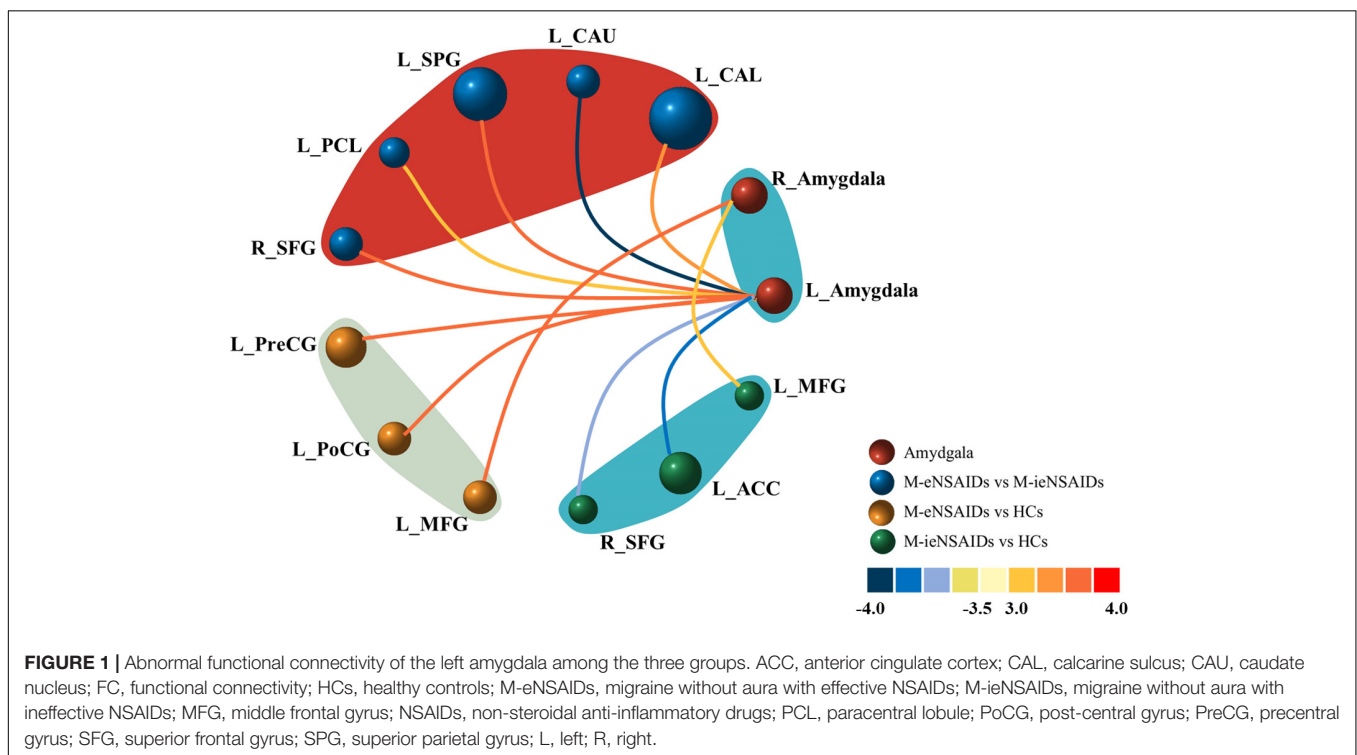 L_CAU
L_SPG
L_CAL
L_PCL
R_Amygdala
R_SFG
L_Amygdala
L_PreCG
L_MFG
L_PoCG
L_ACC
L_MFG
R_SFG
Amydgala
M-eNSAIDs vs M-ieNSAIDs
M-eNSAIDs vs HCs
M-ieNSAIDs vs HCs
-4.0 -3.5 3.0 4.0
FIGURE 1 | Abnormal functional connectivity of the left amygdala among the three groups. ACC, anterior cingulate cortex; CAL, calcarine sulcus; CAU, caudate
nucleus; FC, functional connectivity; HCs, healthy controls; M-eNSAIDs, migraine without aura with effective NSAIDs; M-ieNSAIDs, migraine without aura with
ineffective NSAIDs; MFG, middle frontal gyrus; NSAIDs, non-steroidal anti-inflammatory drugs; PCL, paracentral lobule; PoCG, post-central gyrus; PreCG, precentral
gyrus; SFG, superior frontal gyrus; SPG, superior parietal gyrus; L, left; R, right.